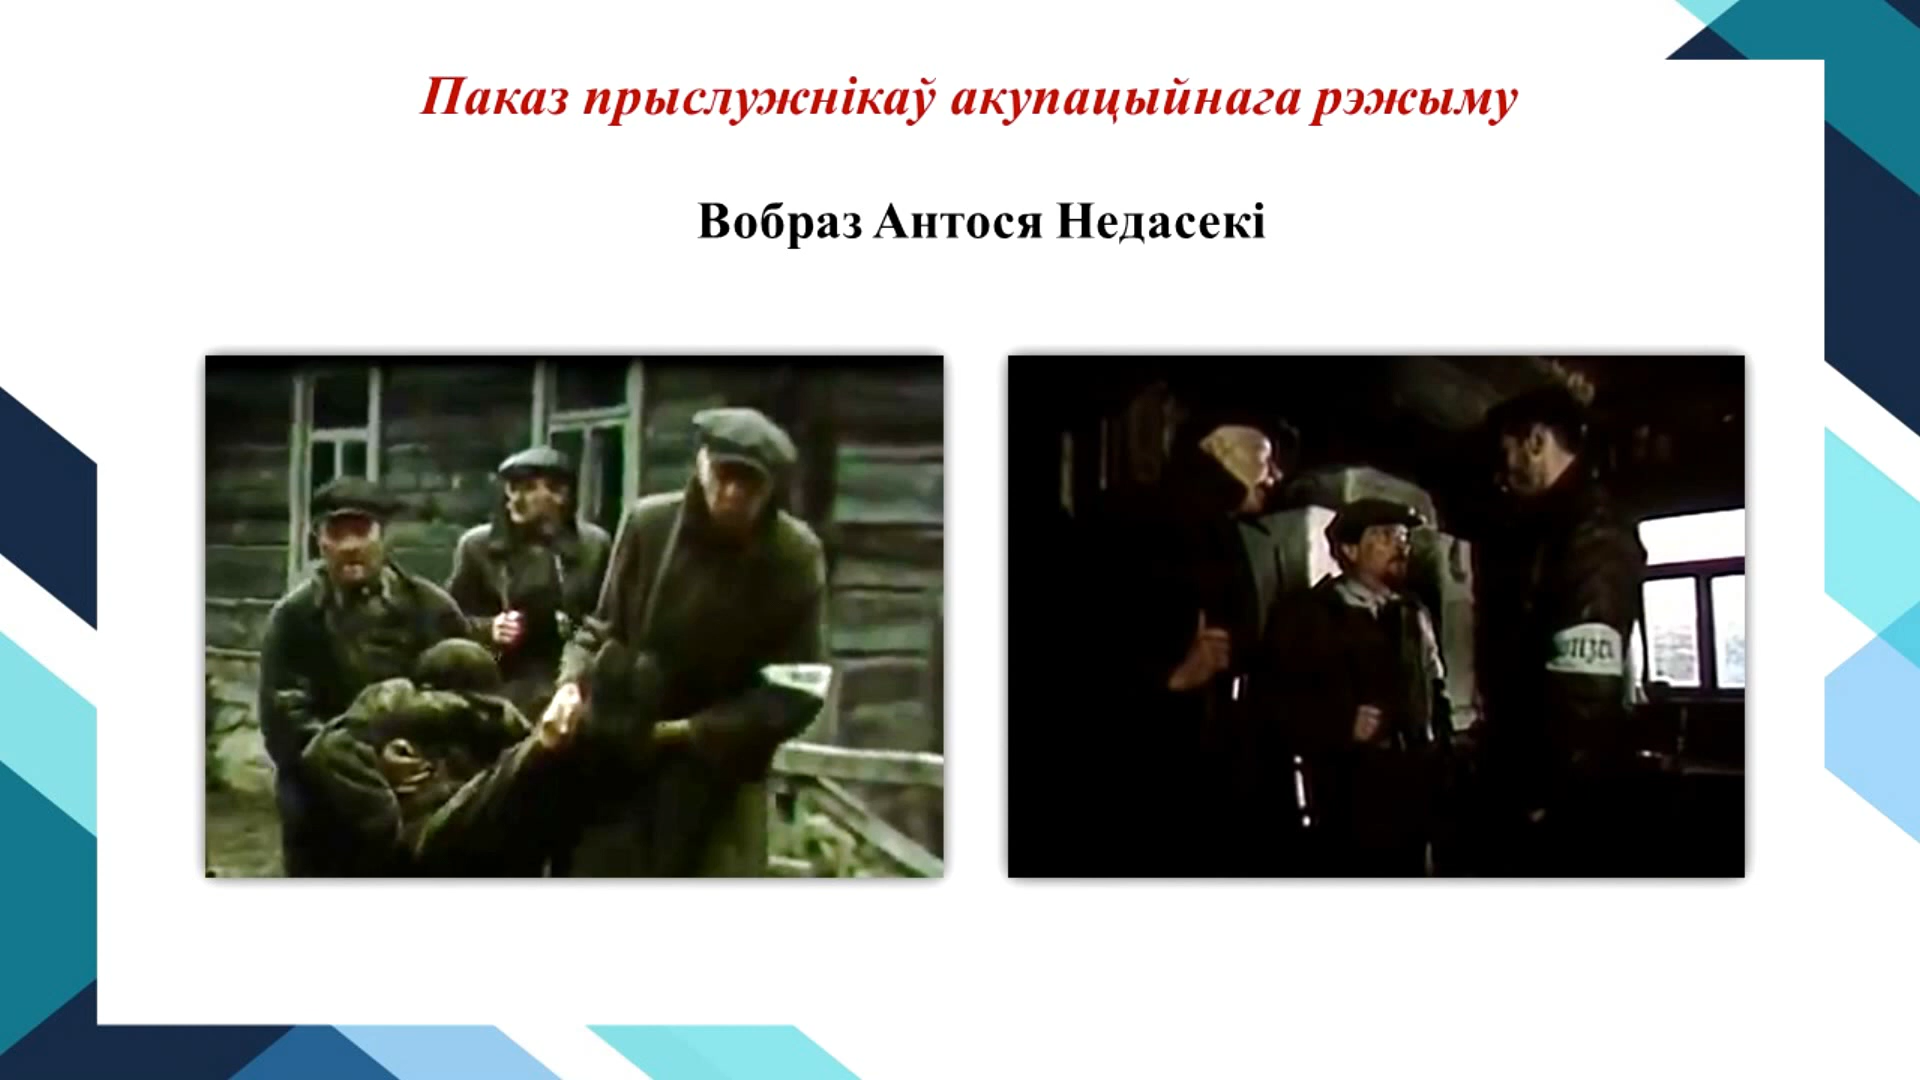 Паказ прыслужнікаў акупацыйнага рэжыму
Вобраз Антося Недасекі